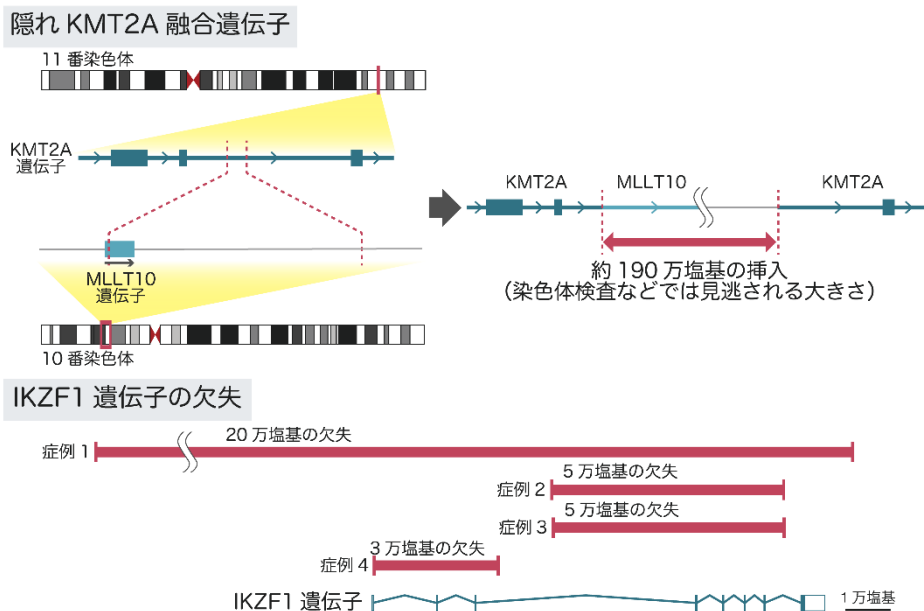 隠れ KMT2A 融合遺伝子
11 番染色体
KMT2A
遺伝子
MLLT10
遺伝子
10 番染色体
KMT2A
MLLT10
KMT2A
約 190 万塩基の挿入
（染色体検査などでは見逃される大きさ）
IKZF1 遺伝子の欠失
症例 1
20 万塩基の欠失
症例 2
5 万塩基の欠失
症例 3
5 万塩基の欠失
症例 4
3 万塩基の欠失
IKZF1 遺伝子
1 万塩基